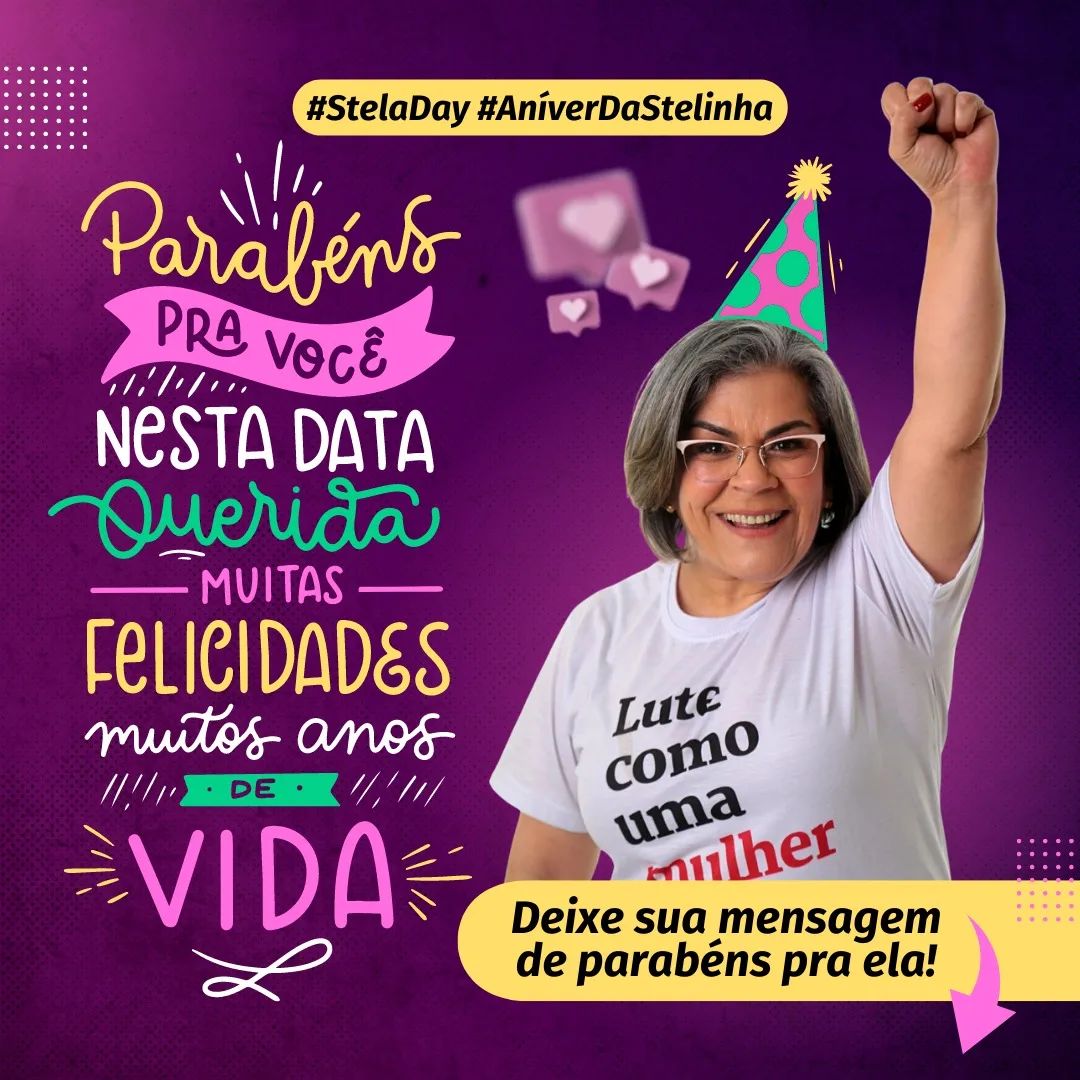 #StelaDay #AníverDaStelinha
Parabéns
PRA VOCÊ
NESTA DATA
Querida
MUITAS
FELICIDADES
muitos anos
DE
VIDA
Lute
como
uma
mulher
Deixe sua mensagem
de parabéns pra ela!